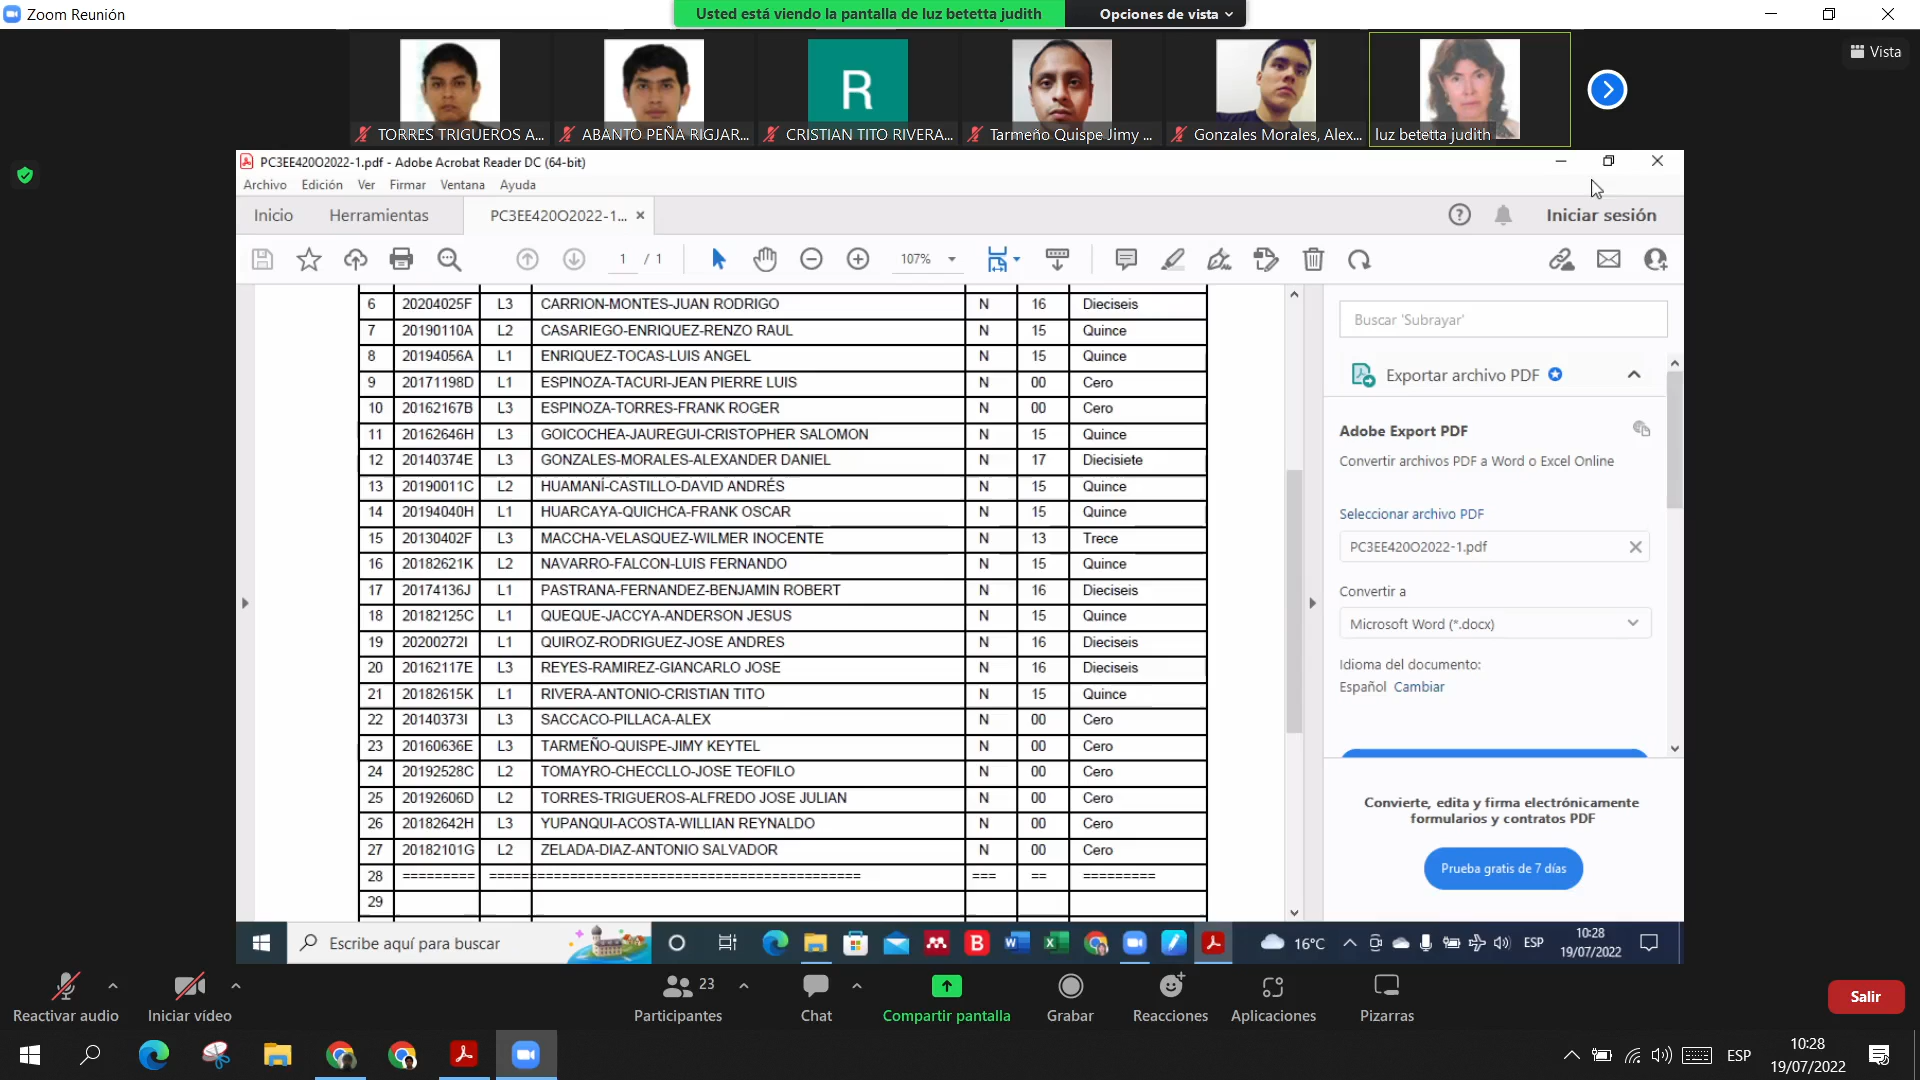 Zoom Reunión
Usted está viendo la pantalla de luz betetta judith
Opciones de vista
Vista
R
TORRES TRIGUEROS A...
ABANTO PEÑA RIGJAR...
CRISTIAN TITO RIVERA...
Tarmeño Quispe Jimy ...
Gonzales Morales, Alex...
luz betetta judith
PC3EE420O2022-1.pdf - Adobe Acrobat Reader DC (64-bit)
Archivo Edición Ver Firmar Ventana Ayuda
Inicio Herramientas PC3EE420O2022-1... × Iniciar sesión
1 / 1 107%
6 20204025F L3 CARRION-MONTES-JUAN RODRIGO N 16 Dieciseis
7 20190110A L2 CASARIEGO-ENRIQUEZ-RENZO RAUL N 15 Quince
8 20194056A L1 ENRIQUEZ-TOCAS-LUIS ANGEL N 15 Quince
9 20171198D L1 ESPINOZA-TACURI-JEAN PIERRE LUIS N 00 Cero
10 20162167B L3 ESPINOZA-TORRES-FRANK ROGER N 00 Cero
11 20162646H L3 GOICOCHEA-JAUREGUI-CRISTOPHER SALOMON N 15 Quince
12 20140374E L3 GONZALES-MORALES-ALEXANDER DANIEL N 17 Diecisiete
13 20190011C L2 HUAMANÍ-CASTILLO-DAVID ANDRÉS N 15 Quince
14 20194040H L1 HUARCAYA-QUICHCA-FRANK OSCAR N 15 Quince
15 20130402F L3 MACCHA-VELASQUEZ-WILMER INOCENTE N 13 Trece
16 20182621K L2 NAVARRO-FALCON-LUIS FERNANDO N 15 Quince
17 20174136J L1 PASTRANA-FERNANDEZ-BENJAMIN ROBERT N 16 Dieciseis
18 20182125C L1 QUEQUE-JACCYA-ANDERSON JESUS N 15 Quince
19 20200272I L1 QUIROZ-RODRIGUEZ-JOSE ANDRES N 16 Dieciseis
20 20162117E L3 REYES-RAMIREZ-GIANCARLO JOSE N 16 Dieciseis
21 20182615K L1 RIVERA-ANTONIO-CRISTIAN TITO N 15 Quince
22 20140373I L3 SACCACO-PILLACA-ALEX N 00 Cero
23 20160636E L3 TARMEÑO-QUISPE-JIMY KEYTEL N 00 Cero
24 20192528C L2 TOMAYRO-CHECCLLO-JOSE TEOFILO N 00 Cero
25 20192606D L2 TORRES-TRIGUEROS-ALFREDO JOSE JULIAN N 00 Cero
26 20182642H L3 YUPANQUI-ACOSTA-WILLIAN REYNALDO N 00 Cero
27 20182101G L2 ZELADA-DIAZ-ANTONIO SALVADOR N 00 Cero
28 ========= ============================================= === == =========
29
Buscar 'Subrayar'
Exportar archivo PDF
Adobe Export PDF
Convertir archivos PDF a Word o Excel Online
Seleccionar archivo PDF
PC3EE420O2022-1.pdf
Convertir a
Microsoft Word (*.docx)
Idioma del documento:
Español Cambiar
Convierte, edita y firma electrónicamente
formularios y contratos PDF
Prueba gratis de 7 días
Escribe aquí para buscar
16°C ESP
10:28
19/07/2022
Reactivar audio
Iniciar vídeo
23
Participantes
Chat
Compartir pantalla
Grabar
Reacciones
Aplicaciones
Pizarras
Salir
ESP
10:28
19/07/2022